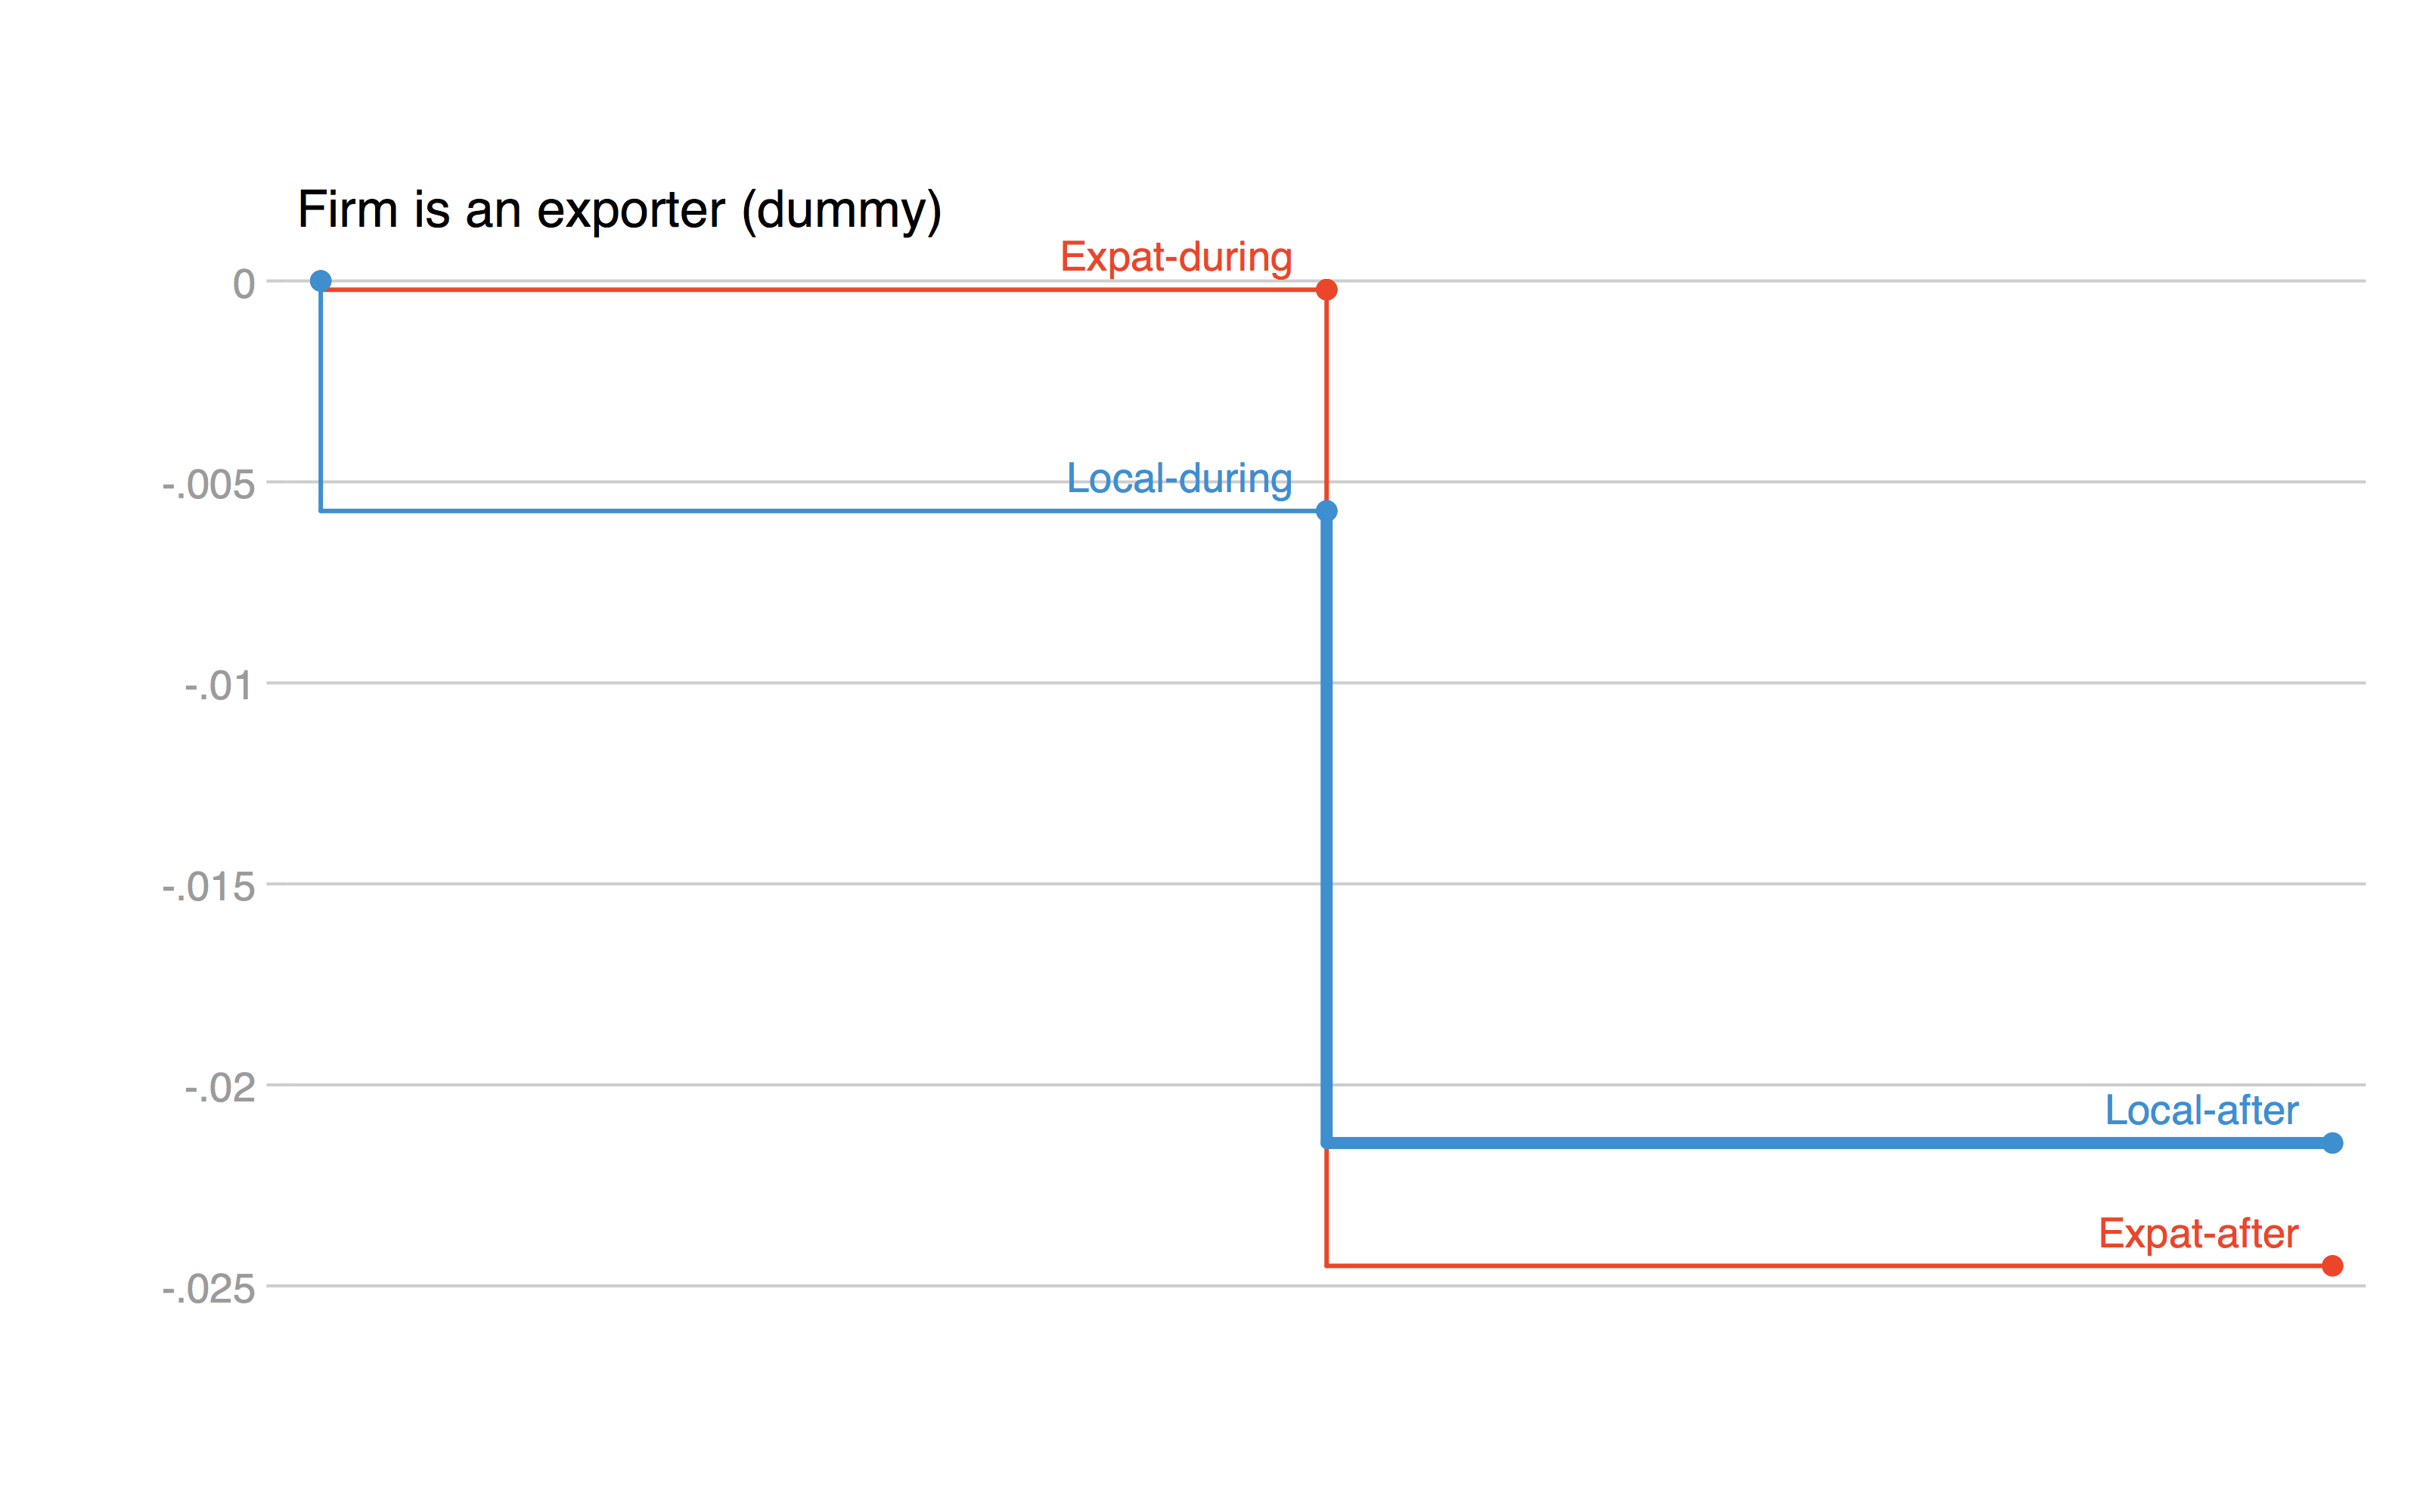 Firm is an exporter (dummy)
Expat-during
0
Local-during
-.005
-.01
-.015
-.02
Local-after
Expat-after
-.025